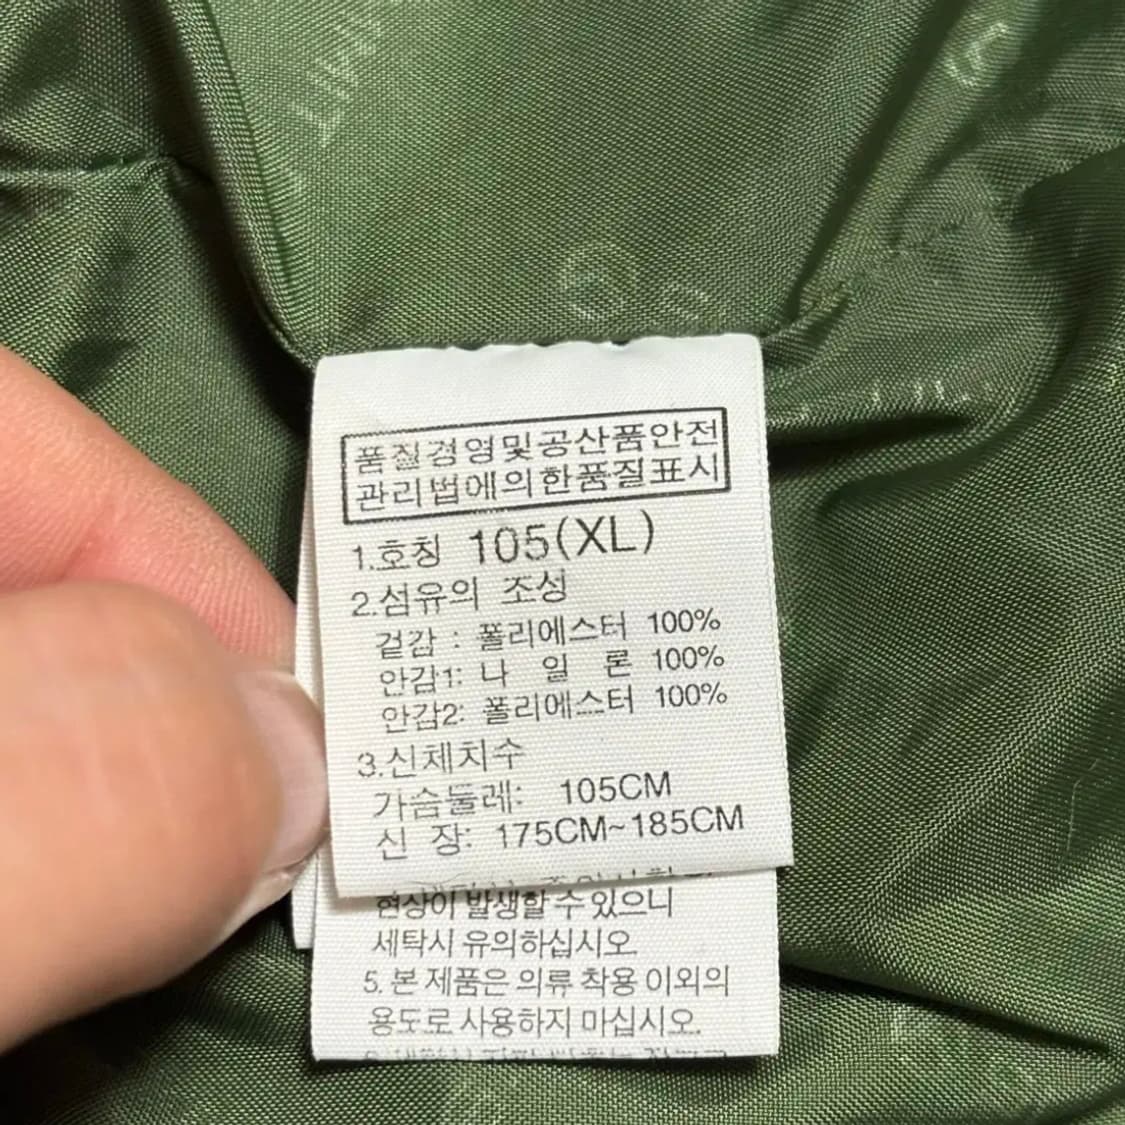 품질경영및공산품안전
관리법에의한품질표시
1.호칭 105(XL)
2.섬유의 조성
겉감 : 폴리에스터 100%
안감1: 나 일 론 100%
안감2: 폴리에스터 100%
3.신체치수
가슴둘레: 105CM
신 장: 175CM~185CM
현상이 발생할 수 있으니
세탁시 유의하십시오.
5. 본 제품은 의류 착용 이외의
용도로 사용하지 마십시오.